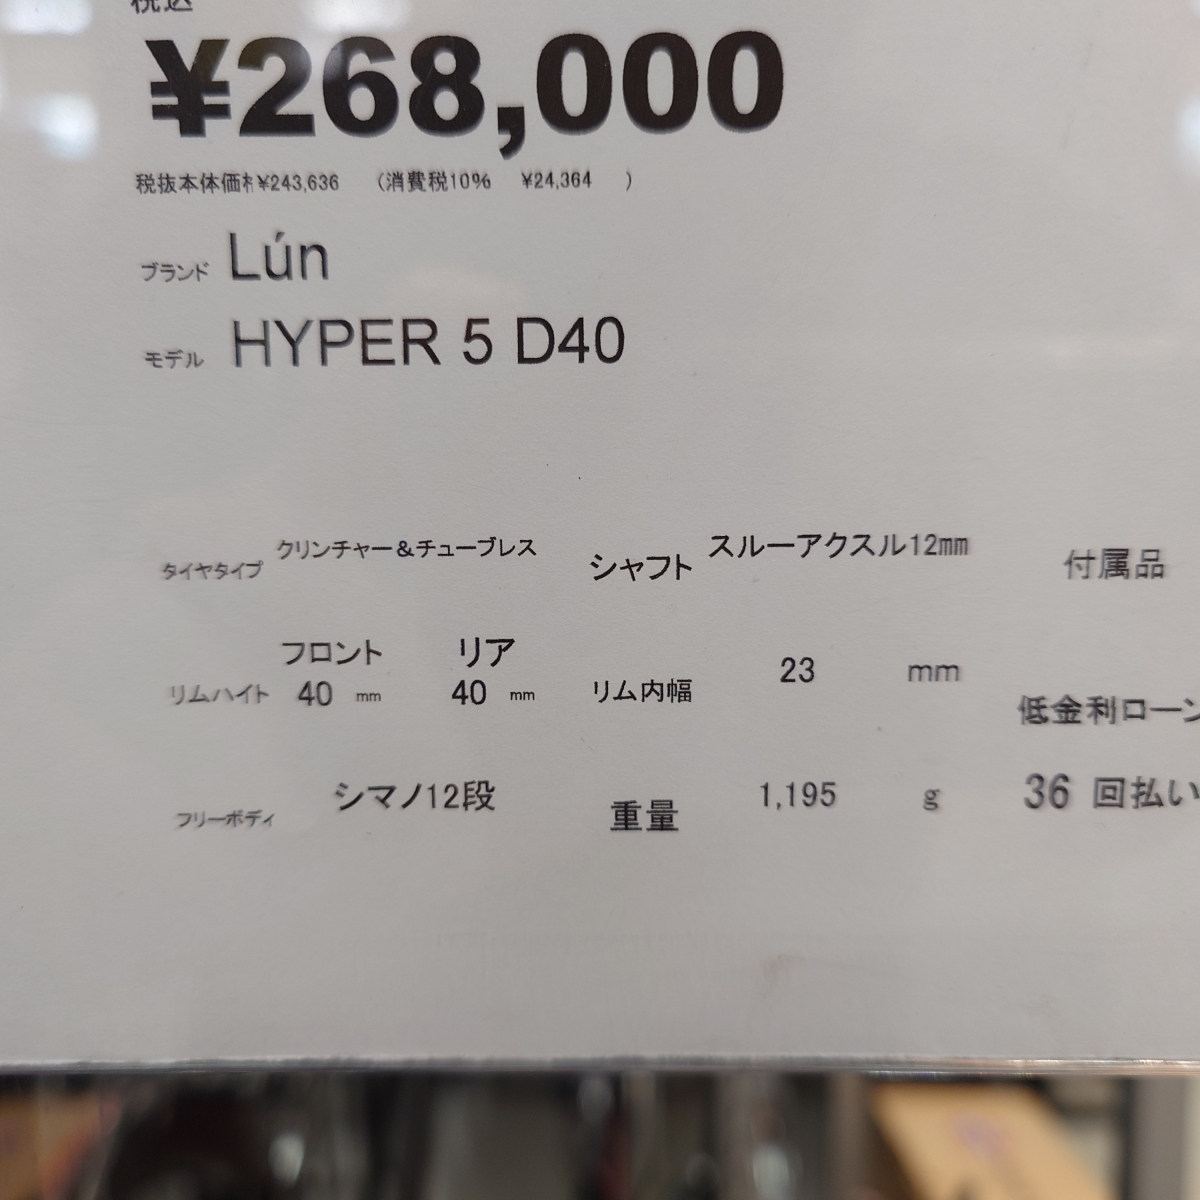 税込
¥268,000
税抜本体価格¥243,636 (消費税10% ¥24,364 )
ブランド Lún
モデル HYPER 5 D40
タイヤタイプ クリンチャー&チューブレス シャフト スルーアクスル12mm 付属品
フロント リア
リムハイト 40 mm 40 mm リム内幅 23 mm
低金利ローン
フリーボディ シマノ12段 重量 1,195 g 36 回払い